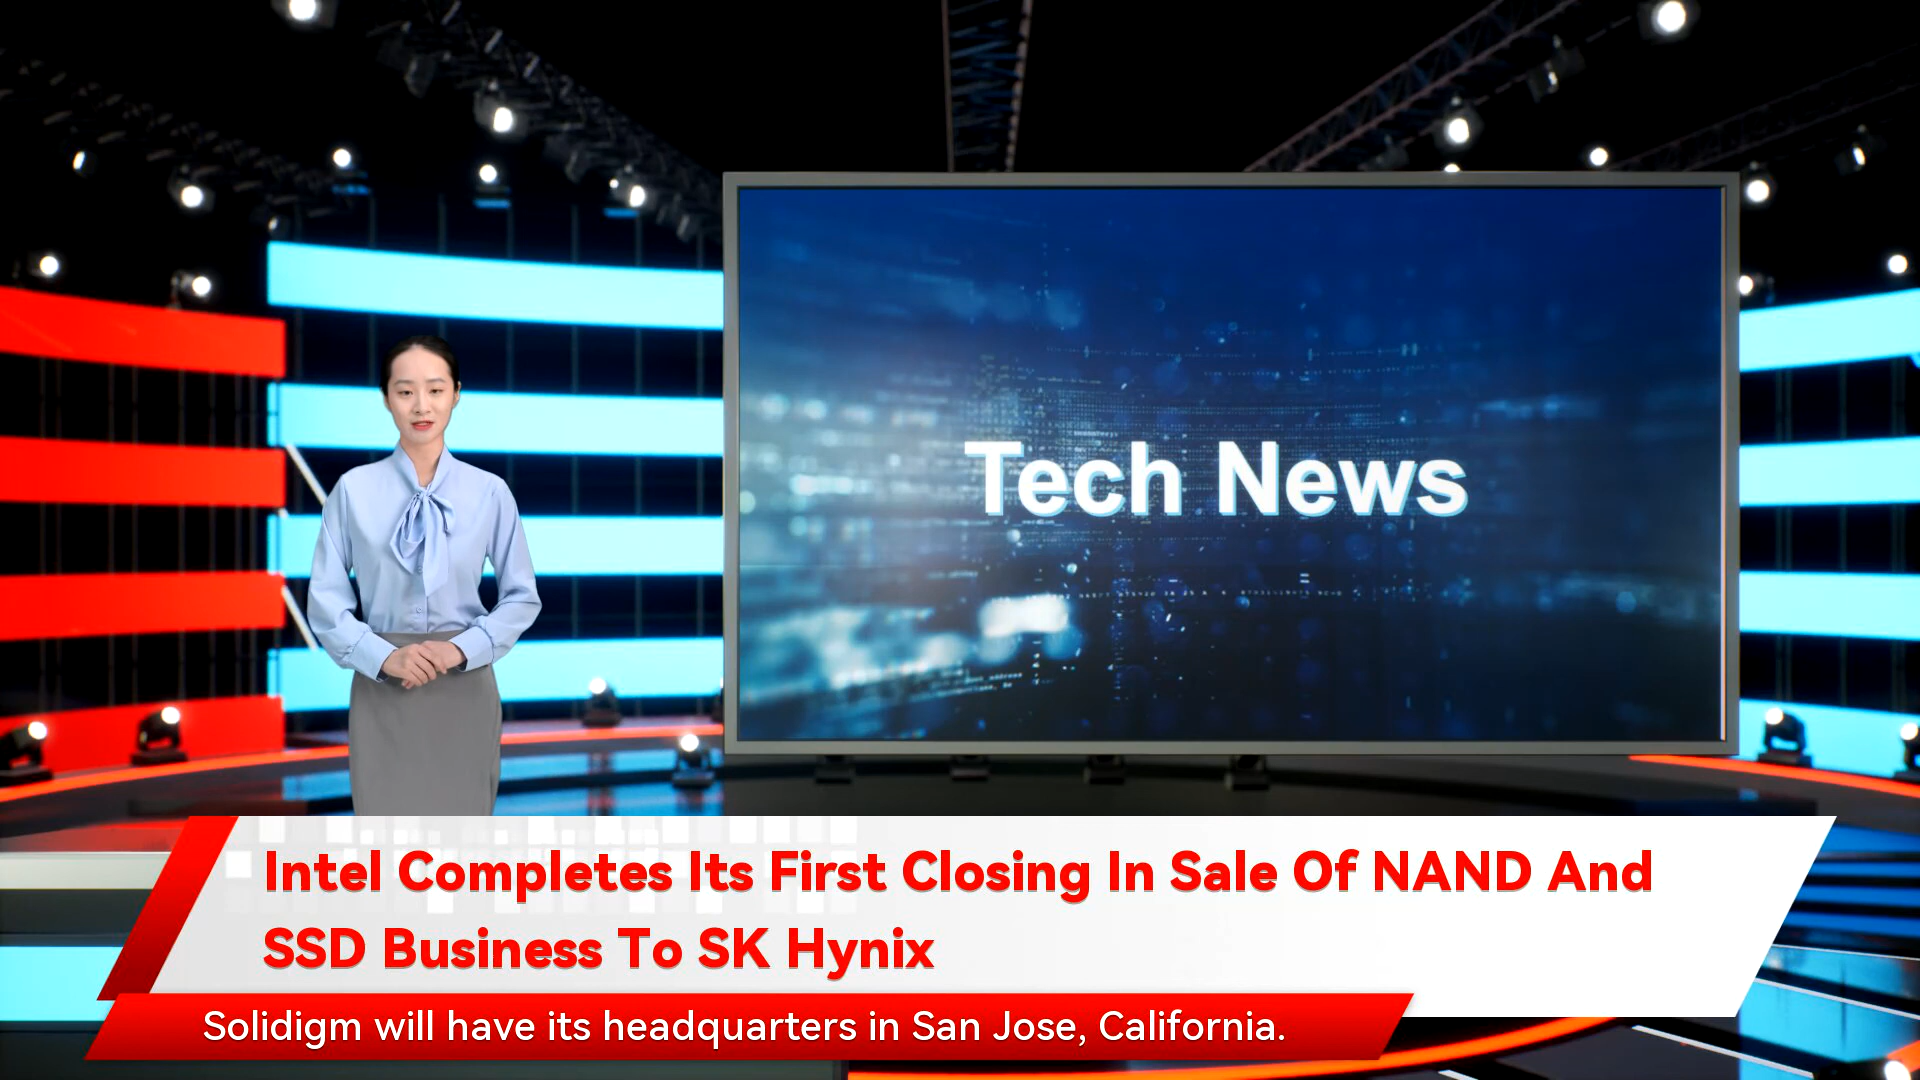 Tech News
Intel Completes Its First Closing In Sale Of NAND And
SSD Business To SK Hynix
Solidigm will have its headquarters in San Jose, California.